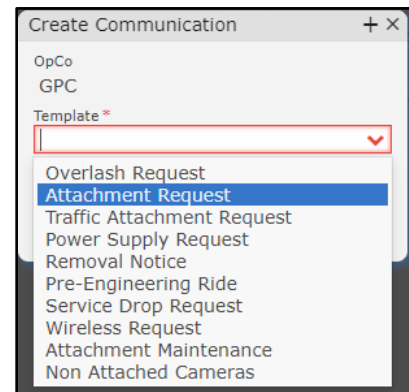 Create Communication + ×
OpCo
GPC
Template *
Overlash Request
Attachment Request
Traffic Attachment Request
Power Supply Request
Removal Notice
Pre-Engineering Ride
Service Drop Request
Wireless Request
Attachment Maintenance
Non Attached Cameras